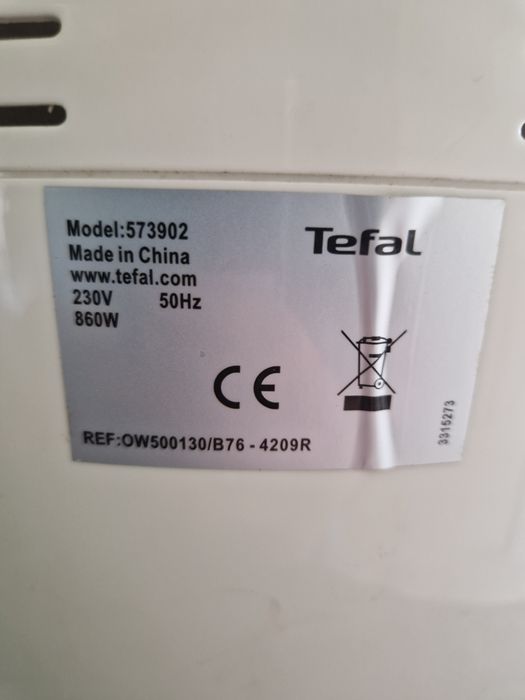 Tefal
Model:573902
Made in China
www.tefal.com
230V 50Hz
860W
CE
REF:OW500130/B76 - 4209R
3315273